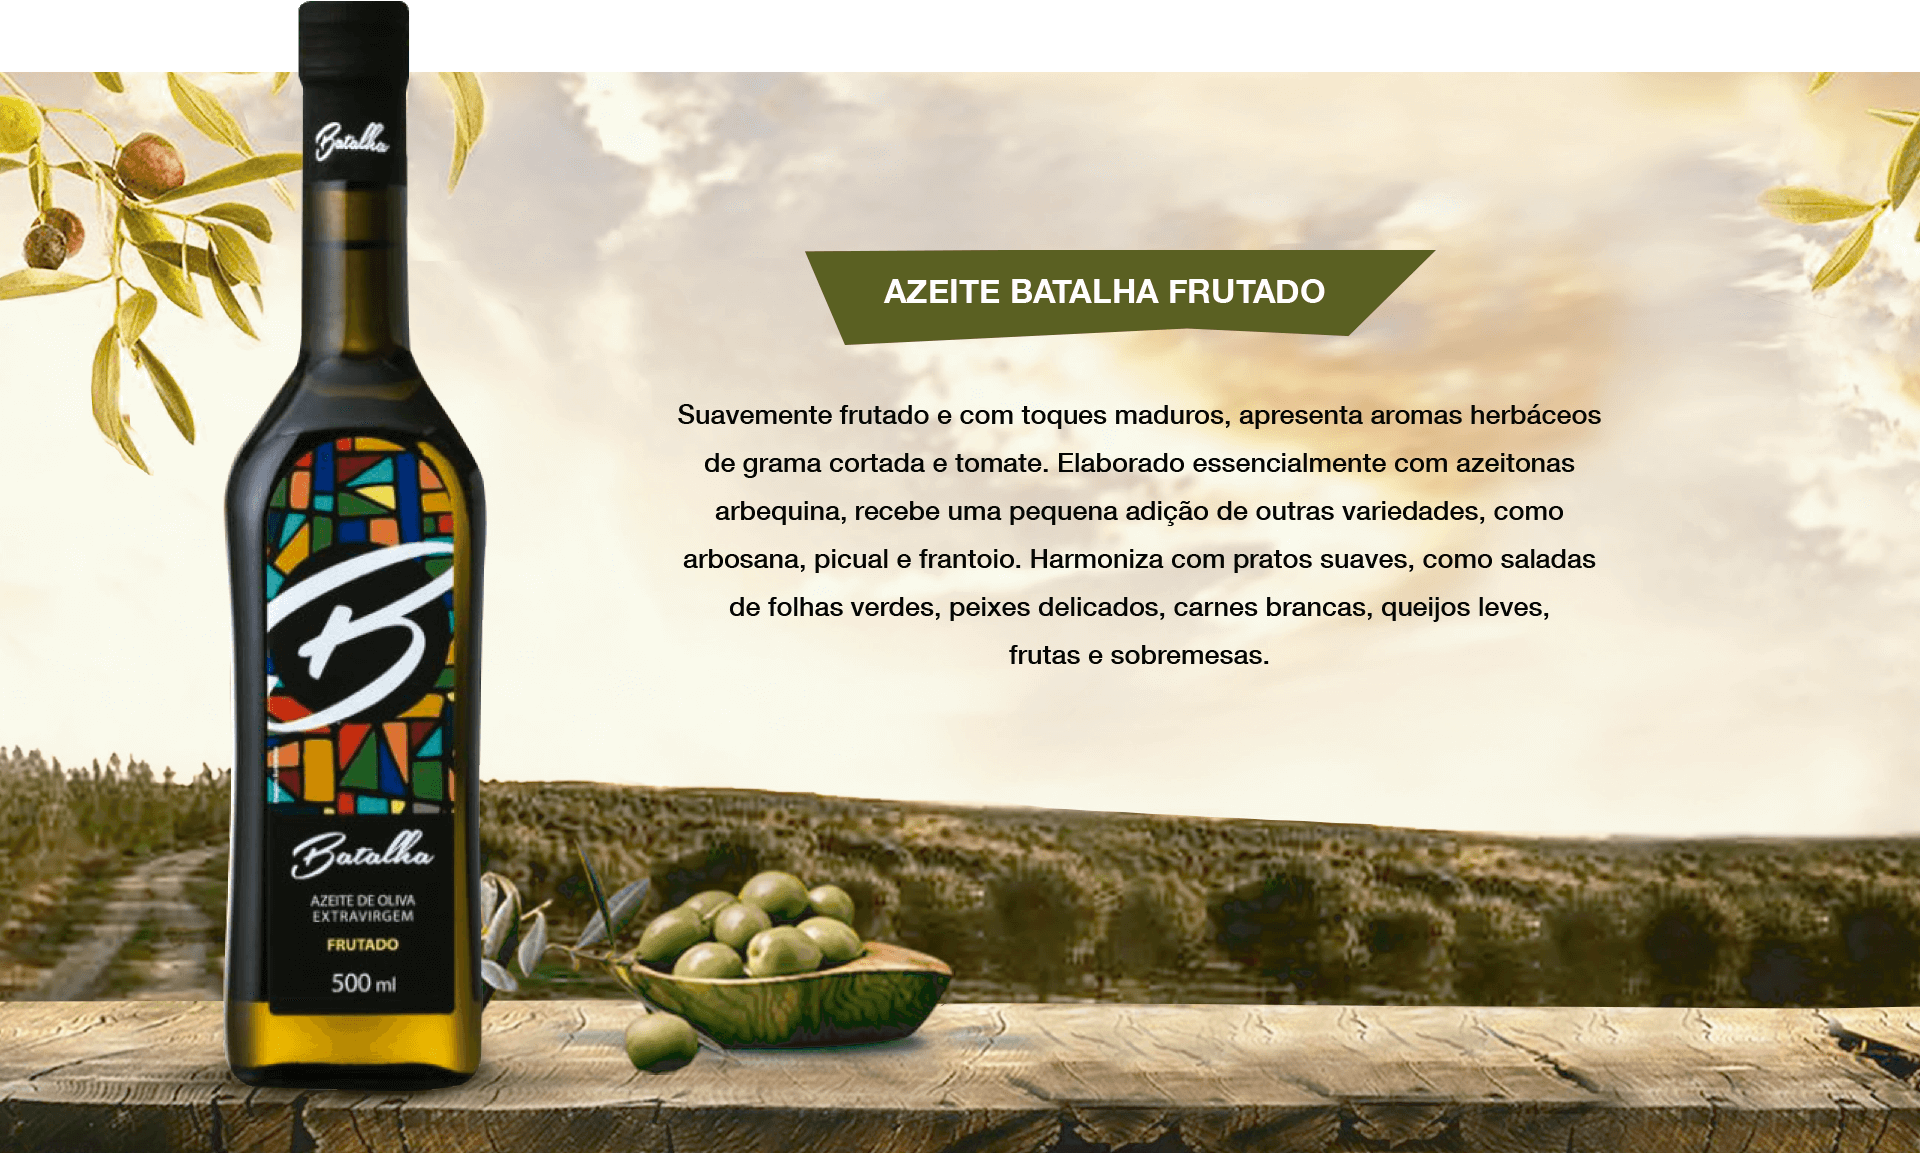 Batalha
AZEITE BATALHA FRUTADO
Suavemente frutado e com toques maduros, apresenta aromas herbáceos
de grama cortada e tomate. Elaborado essencialmente com azeitonas
arbequina, recebe uma pequena adição de outras variedades, como
arbosana, picual e frantoio. Harmoniza com pratos suaves, como saladas
de folhas verdes, peixes delicados, carnes brancas, queijos leves,
frutas e sobremesas.
B
Batalha
AZEITE DE OLIVA
EXTRAVIRGEM
FRUTADO
500 ml